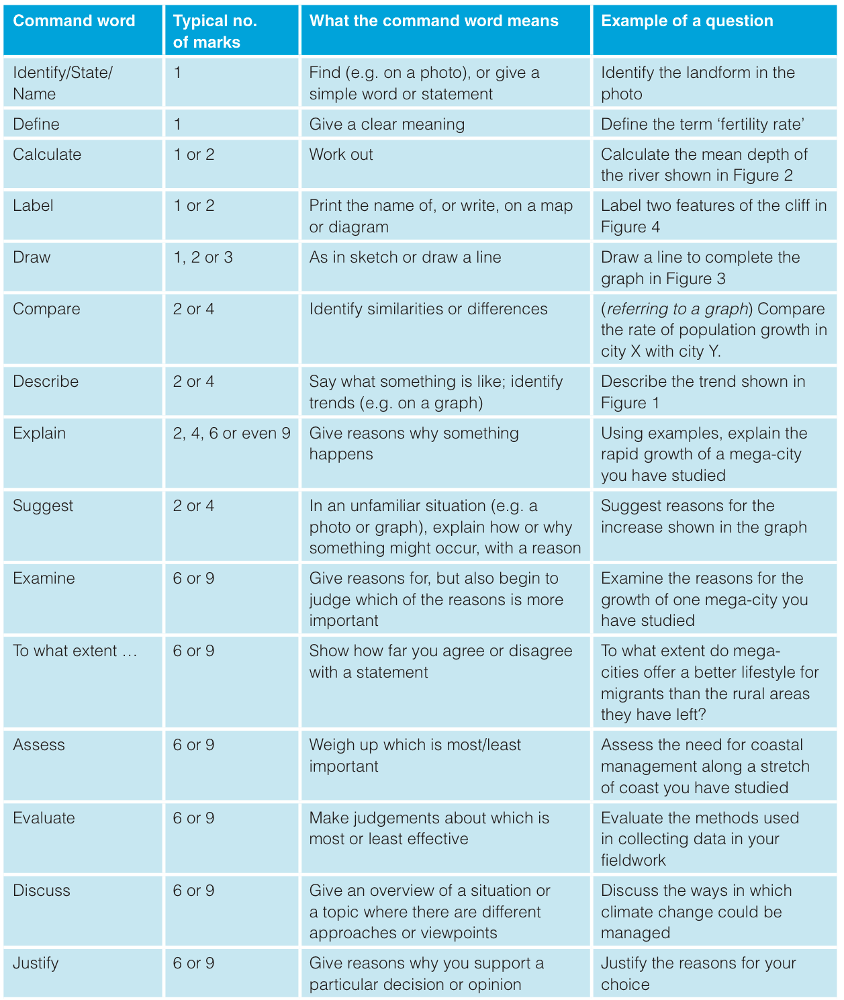 Command word
Typical no.
of marks
What the command word means
Example of a question
Identify/State/
Name
1
Find (e.g. on a photo), or give a
simple word or statement
Identify the landform in the
photo
Define
1
Give a clear meaning
Define the term ‘fertility rate’
Calculate
1 or 2
Work out
Calculate the mean depth of
the river shown in Figure 2
Label
1 or 2
Print the name of, or write, on a map
or diagram
Label two features of the cliff in
Figure 4
Draw
1, 2 or 3
As in sketch or draw a line
Draw a line to complete the
graph in Figure 3
Compare
2 or 4
Identify similarities or differences
(referring to a graph) Compare
the rate of population growth in
city X with city Y.
Describe
2 or 4
Say what something is like; identify
trends (e.g. on a graph)
Describe the trend shown in
Figure 1
Explain
2, 4, 6 or even 9
Give reasons why something
happens
Using examples, explain the
rapid growth of a mega-city
you have studied
Suggest
2 or 4
In an unfamiliar situation (e.g. a
photo or graph), explain how or why
something might occur, with a reason
Suggest reasons for the
increase shown in the graph
Examine
6 or 9
Give reasons for, but also begin to
judge which of the reasons is more
important
Examine the reasons for the
growth of one mega-city you
have studied
To what extent …
6 or 9
Show how far you agree or disagree
with a statement
To what extent do mega-
cities offer a better lifestyle for
migrants than the rural areas
they have left?
Assess
6 or 9
Weigh up which is most/least
important
Assess the need for coastal
management along a stretch
of coast you have studied
Evaluate
6 or 9
Make judgements about which is
most or least effective
Evaluate the methods used
in collecting data in your
fieldwork
Discuss
6 or 9
Give an overview of a situation or
a topic where there are different
approaches or viewpoints
Discuss the ways in which
climate change could be
managed
Justify
6 or 9
Give reasons why you support a
particular decision or opinion
Justify the reasons for your
choice